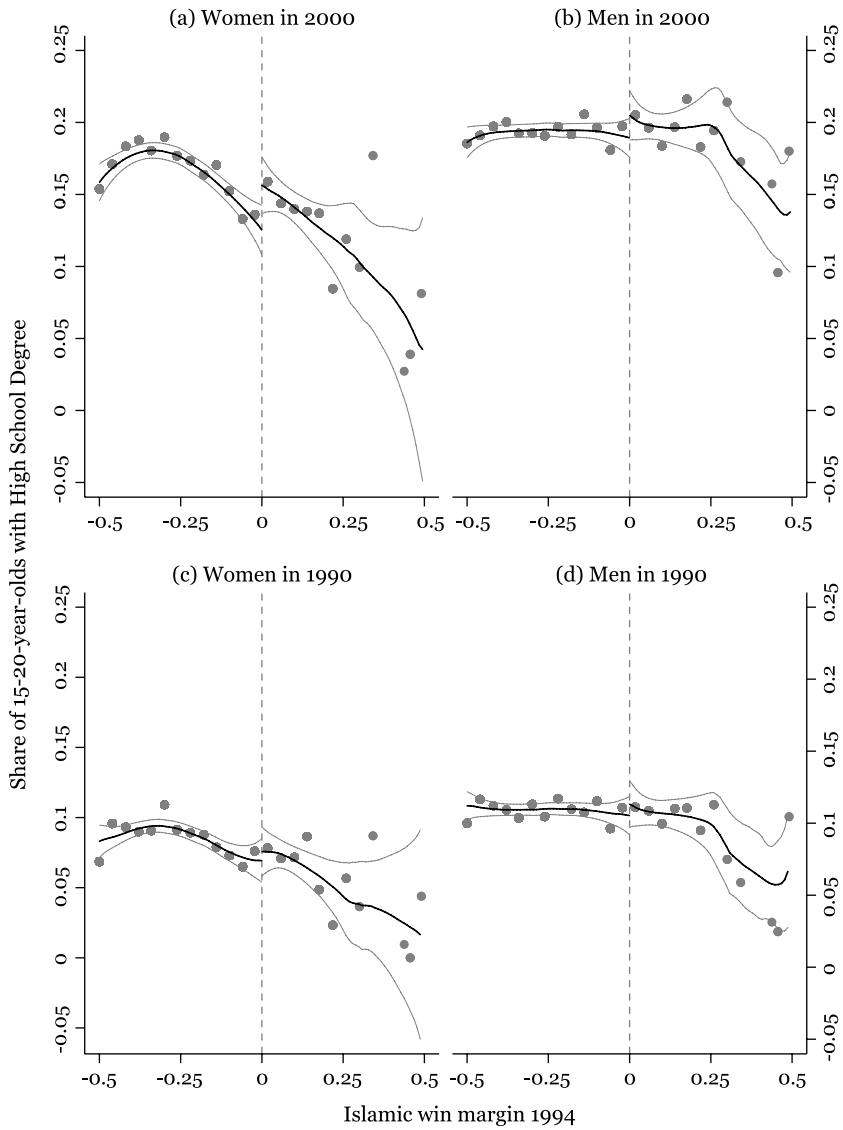 (a) Women in 2000
(b) Men in 2000
0.25
0.2
0.15
0.1
0.05
0
-0.05
0.25
0.2
0.15
0.1
0.05
0
-0.05
-0.5 -0.25 0 0.25 0.5
-0.5 -0.25 0 0.25 0.5
Share of 15-20-year-olds with High School Degree
(c) Women in 1990
(d) Men in 1990
0.25
0.2
0.15
0.1
0.05
0
-0.05
0.25
0.2
0.15
0.1
0.05
0
-0.05
-0.5 -0.25 0 0.25 0.5
-0.5 -0.25 0 0.25 0.5
Islamic win margin 1994